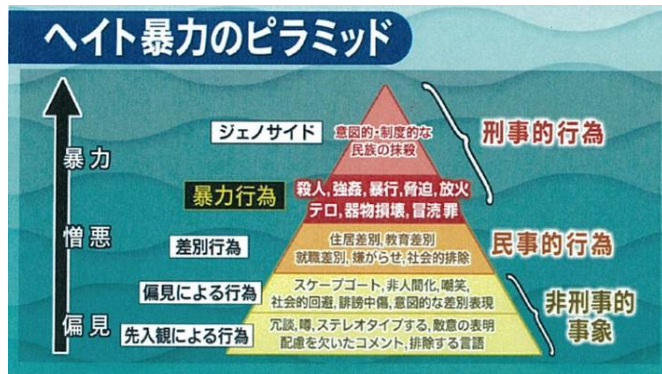 ヘイト暴力のピラミッド
暴力
憎悪
偏見
ジェノサイド
意図的・制度的な
民族の抹殺
刑事的行為
暴力行為
殺人,強姦,暴行,脅迫,放火
テロ,器物損壊,冒涜罪
差別行為
住居差別,教育差別
就職差別,嫌がらせ,社会的排除
民事的行為
偏見による行為
スケープゴート,非人間化,嘲笑,
社会的回避,誹謗中傷,意図的な差別表現
先入観による行為
冗談,噂,ステレオタイプする,敵意の表明
配慮を欠いたコメント,排除する言語
非刑事的
事象